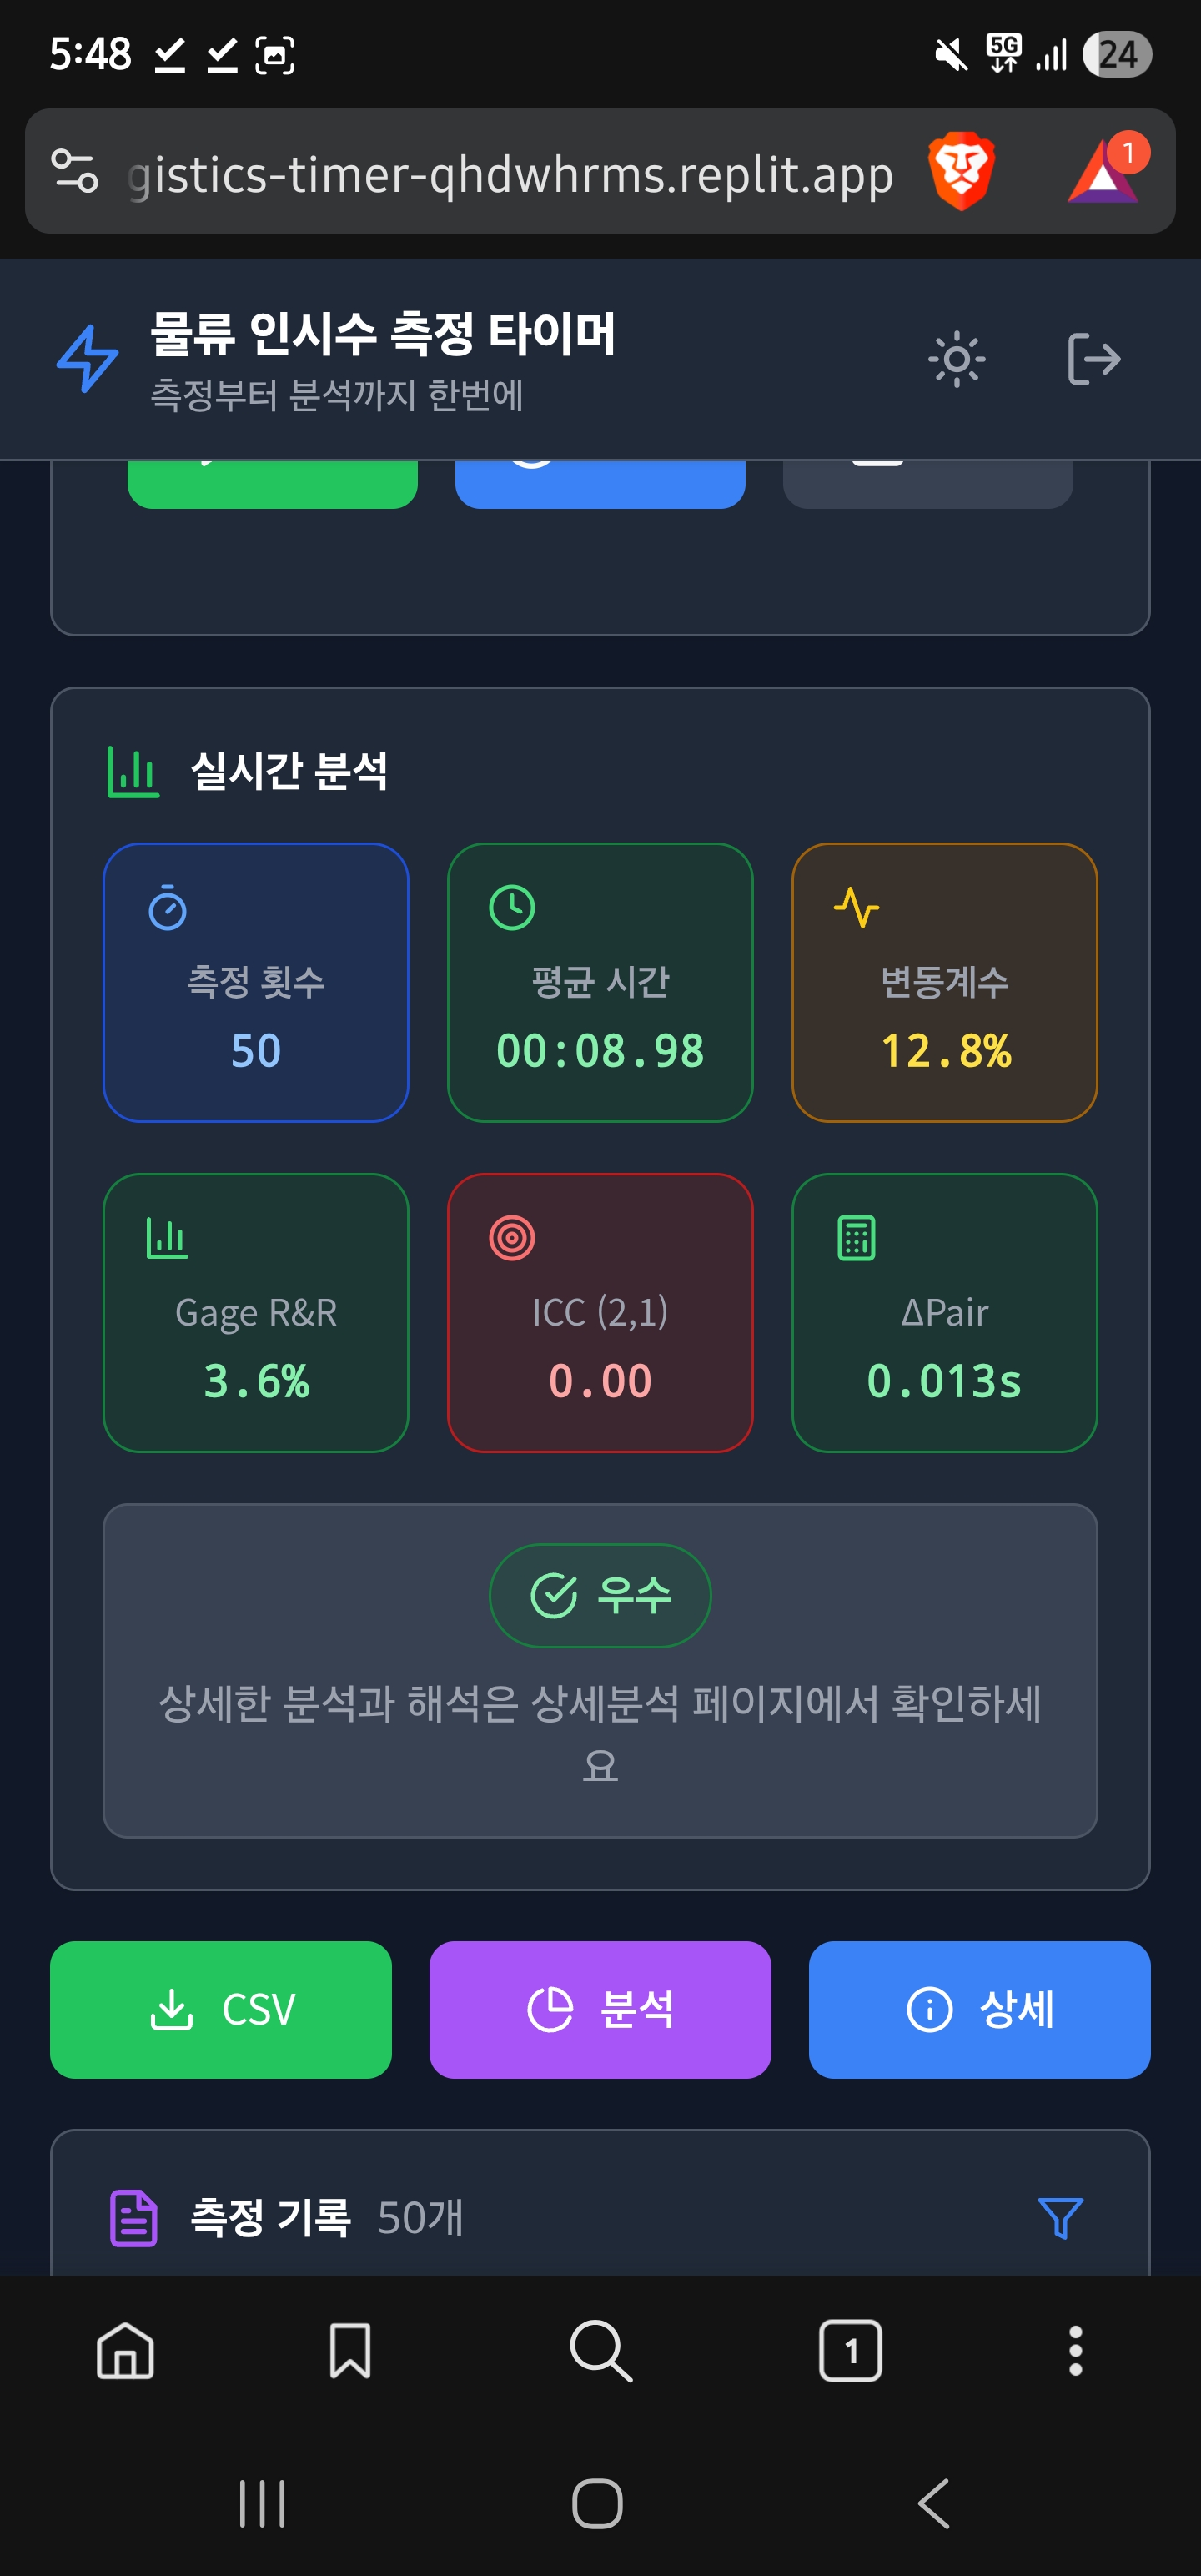 5:48
5G
24
gistics-timer-qhdwhrms.replit.app
1
물류 인시수 측정 타이머
측정부터 분석까지 한번에
실시간 분석
측정 횟수
50
평균 시간
00:08.98
변동계수
12.8%
Gage R&R
3.6%
ICC (2,1)
0.00
ΔPair
0.013s
우수
상세한 분석과 해석은 상세분석 페이지에서 확인하세
요
CSV
분석
상세
측정 기록 50개
1